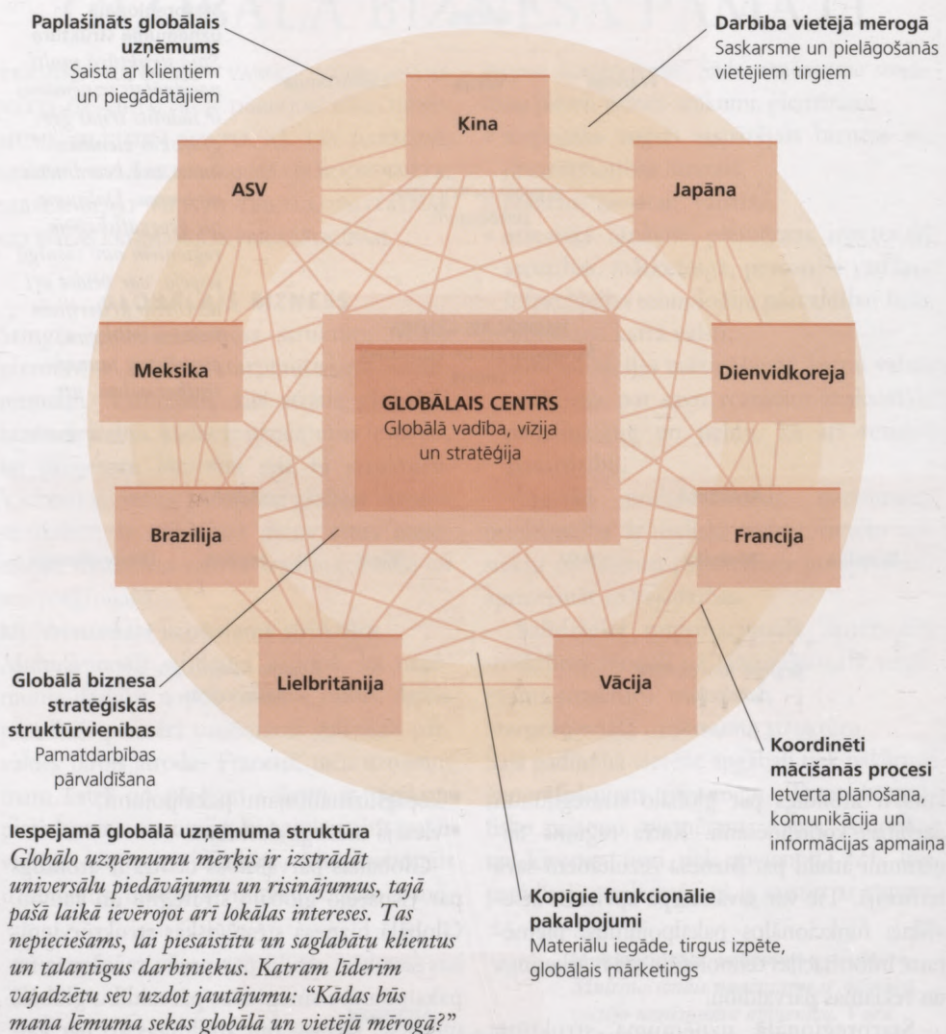 Paplašināts globālais
uzņēmums
Saista ar klientiem
un piegādātājiem
Darbība vietējā mērogā
Saskarsme un pielāgošanās
vietējiem tirgiem
Ķīna
ASV
Japāna
Meksika
Dienvidkoreja
GLOBĀLAIS CENTRS
Globālā vadība, vīzija
un stratēģija
Brazīlija
Francija
Lielbritānija
Vācija
Globālā biznesa
stratēģiskās
struktūrvienības
Pamatdarbības
pārvaldīšana
Koordinēti
mācīšanās procesi
Ietverta plānošana,
komunikācija un
informācijas apmaiņa
Kopīgie funkcionālie
pakalpojumi
Materiālu iegāde, tirgus izpēte,
globālais mārketings
Iespējamā globālā uzņēmuma struktūra
Globālo uzņēmumu mērķis ir izstrādāt
universālu piedāvājumu un risinājumus, tajā
pašā laikā ievērojot arī lokālas intereses. Tas
nepieciešams, lai piesaistītu un saglabātu klientus
un talantīgus darbiniekus. Katram līderim
vajadzētu sev uzdot jautājumu: “Kādas būs
mana lēmuma sekas globālā un vietējā mērogā?”